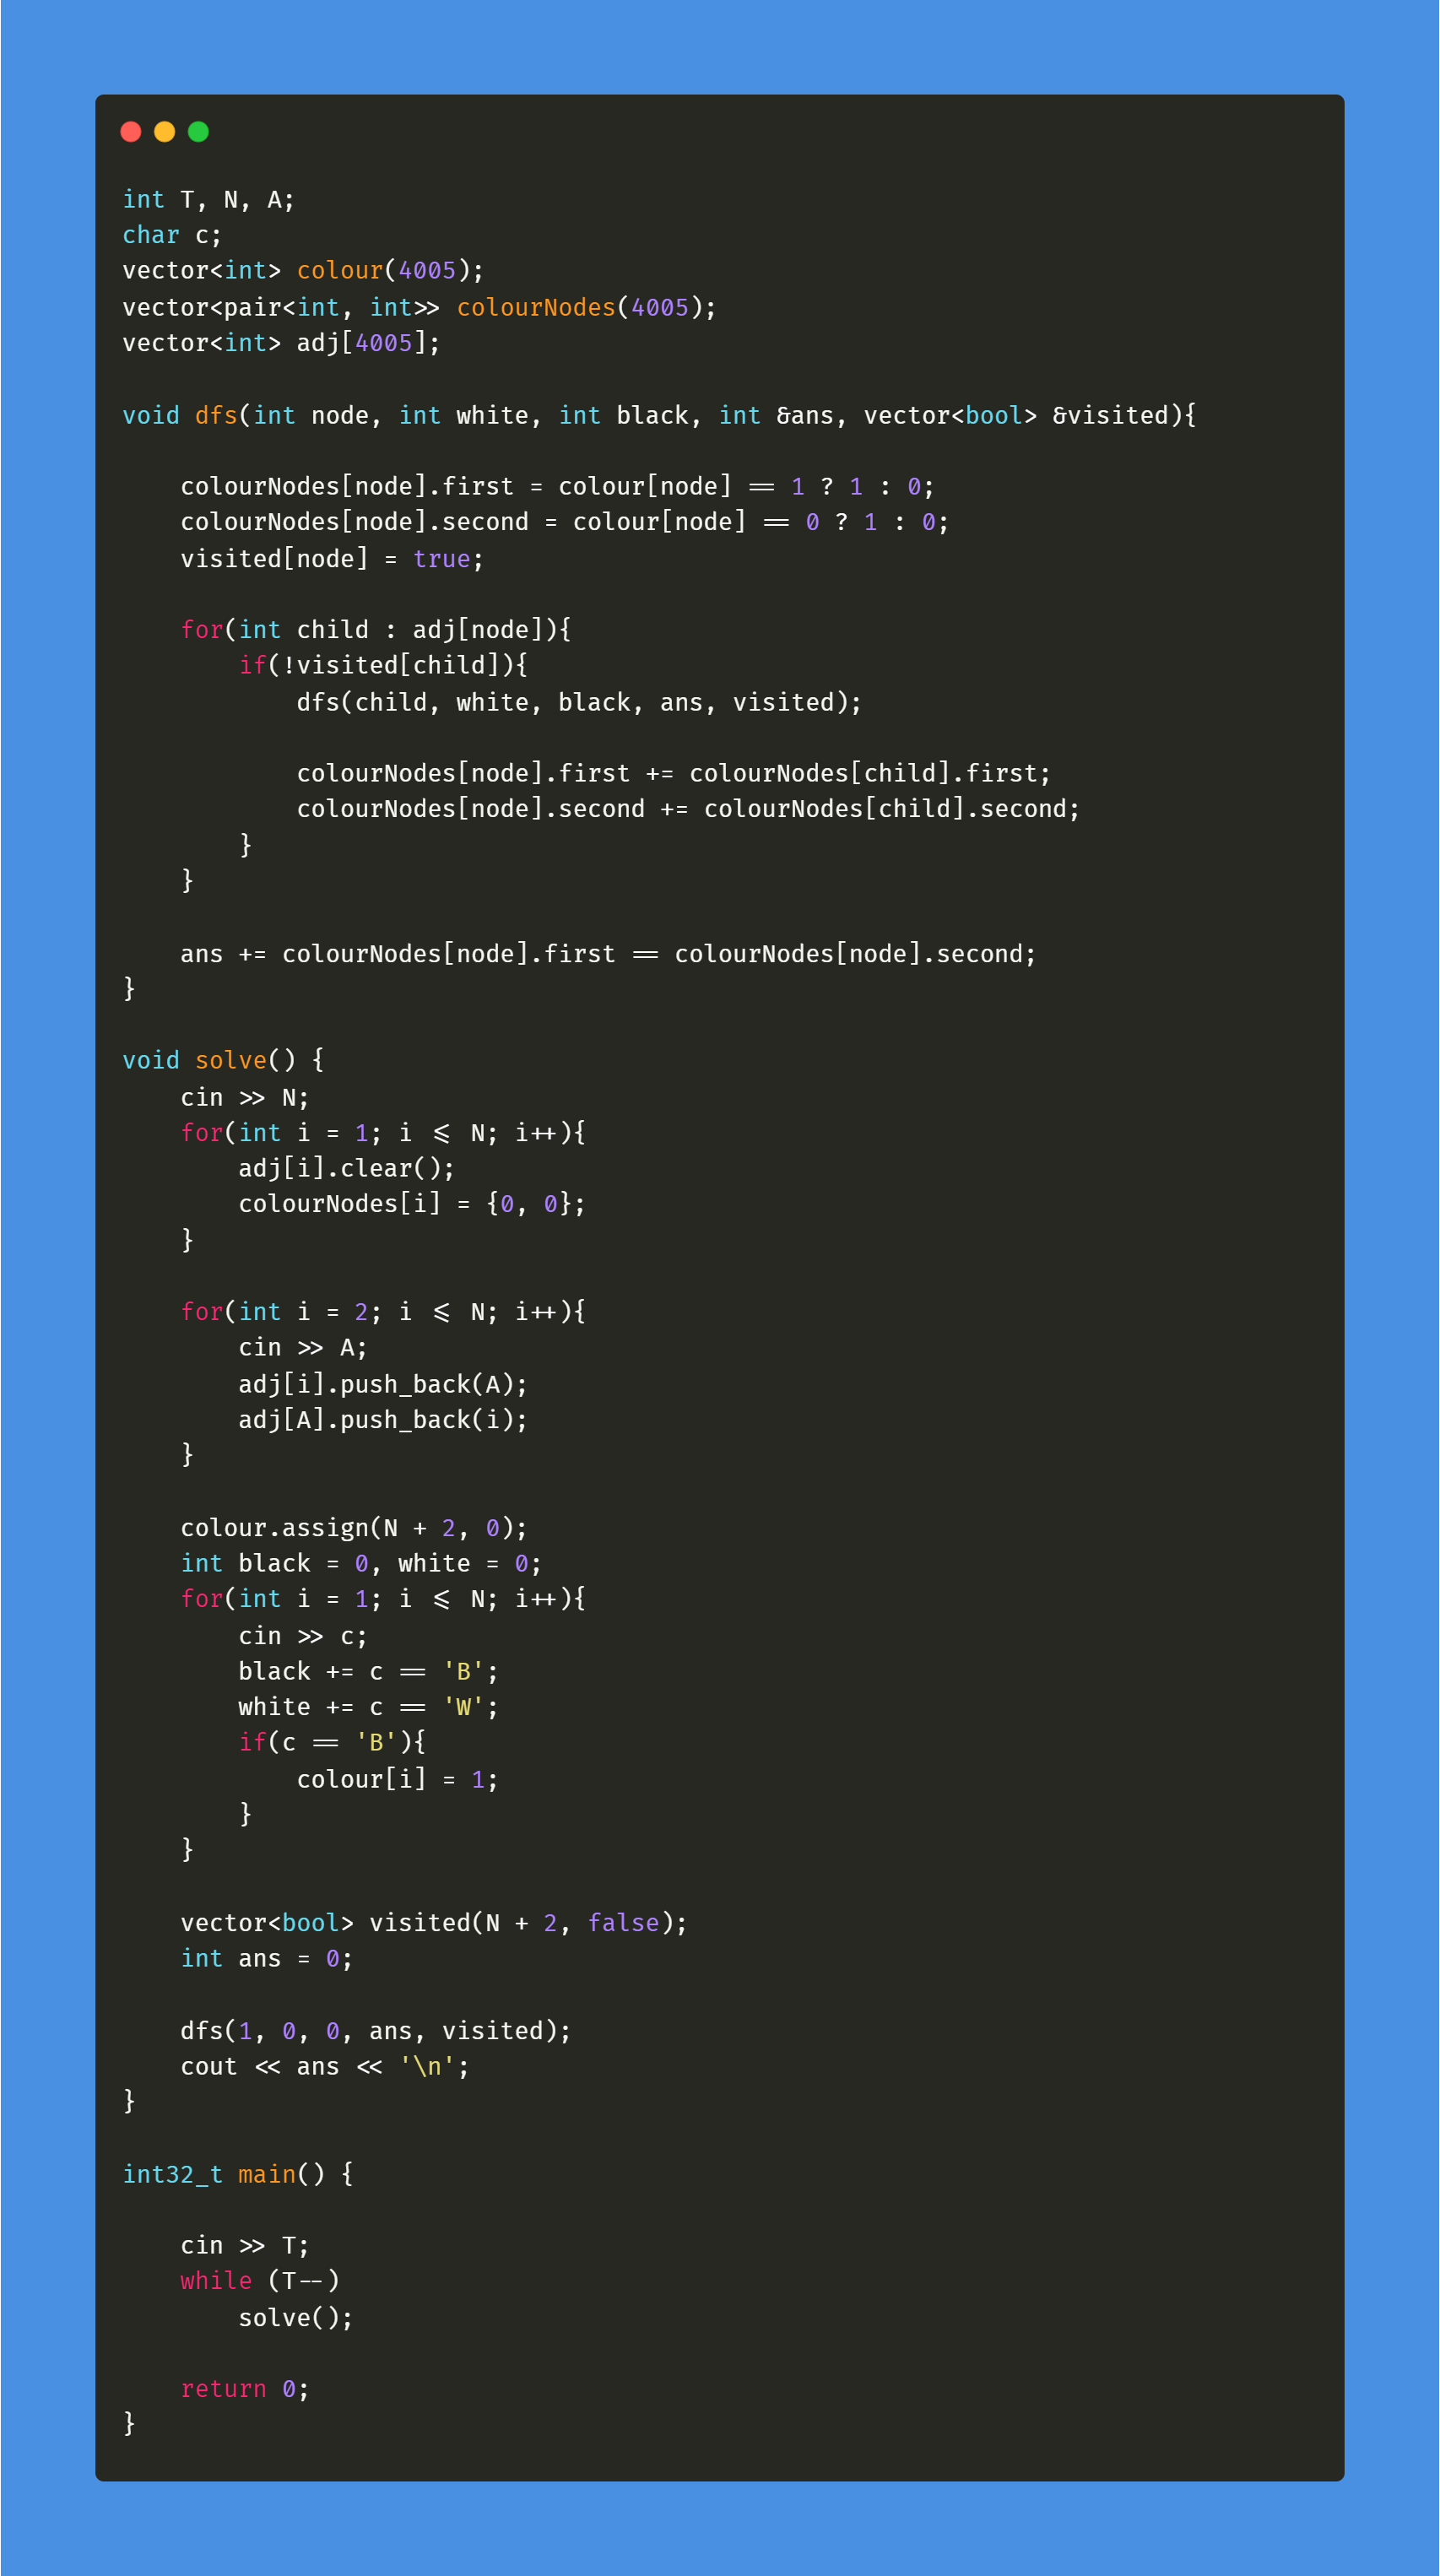 int T, N, A;
char c;
vector<int> colour(4005);
vector<pair<int, int>> colourNodes(4005);
vector<int> adj[4005];

void dfs(int node, int white, int black, int &ans, vector<bool> &visited){

    colourNodes[node].first = colour[node] == 1 ? 1 : 0;
    colourNodes[node].second = colour[node] == 0 ? 1 : 0;
    visited[node] = true;

    for(int child : adj[node]){
        if(!visited[child]){
            dfs(child, white, black, ans, visited);

            colourNodes[node].first += colourNodes[child].first;
            colourNodes[node].second += colourNodes[child].second;
        }
    }

    ans += colourNodes[node].first == colourNodes[node].second;
}

void solve() {
    cin >> N;
    for(int i = 1; i <= N; i++){
        adj[i].clear();
        colourNodes[i] = {0, 0};
    }

    for(int i = 2; i <= N; i++){
        cin >> A;
        adj[i].push_back(A);
        adj[A].push_back(i);
    }

    colour.assign(N + 2, 0);
    int black = 0, white = 0;
    for(int i = 1; i <= N; i++){
        cin >> c;
        black += c == 'B';
        white += c == 'W';
        if(c == 'B'){
            colour[i] = 1;
        }
    }

    vector<bool> visited(N + 2, false);
    int ans = 0;

    dfs(1, 0, 0, ans, visited);
    cout << ans << '\n';
}

int32_t main() {

    cin >> T;
    while (T--)
        solve();

    return 0;
}